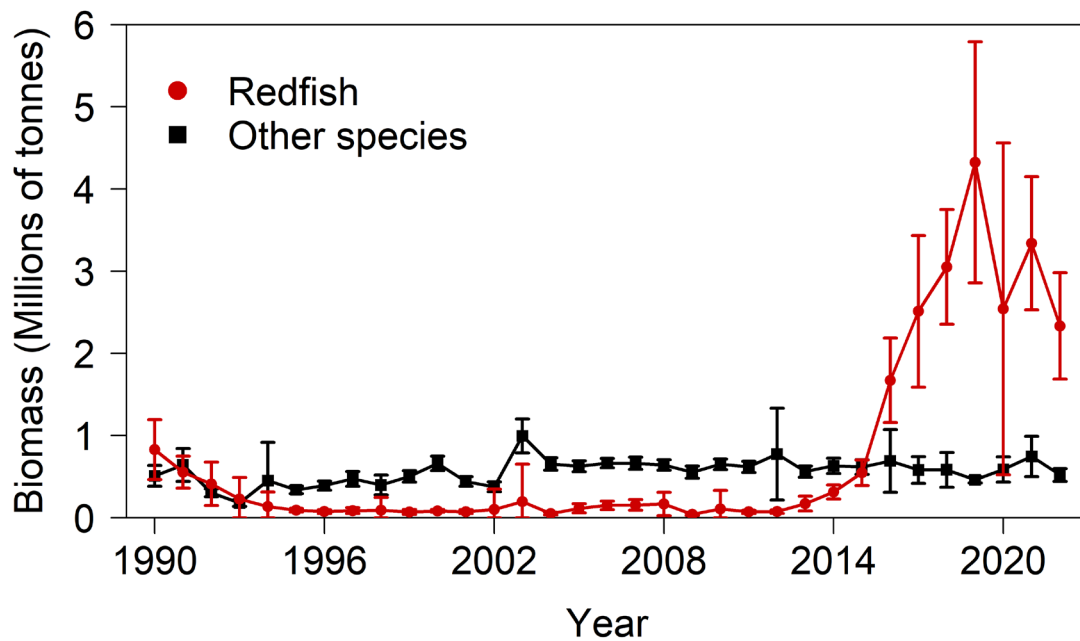 Biomass (Millions of tonnes)
6
5
4
3
2
1
0
Redfish
Other species
1990 1996 2002 2008 2014 2020
Year